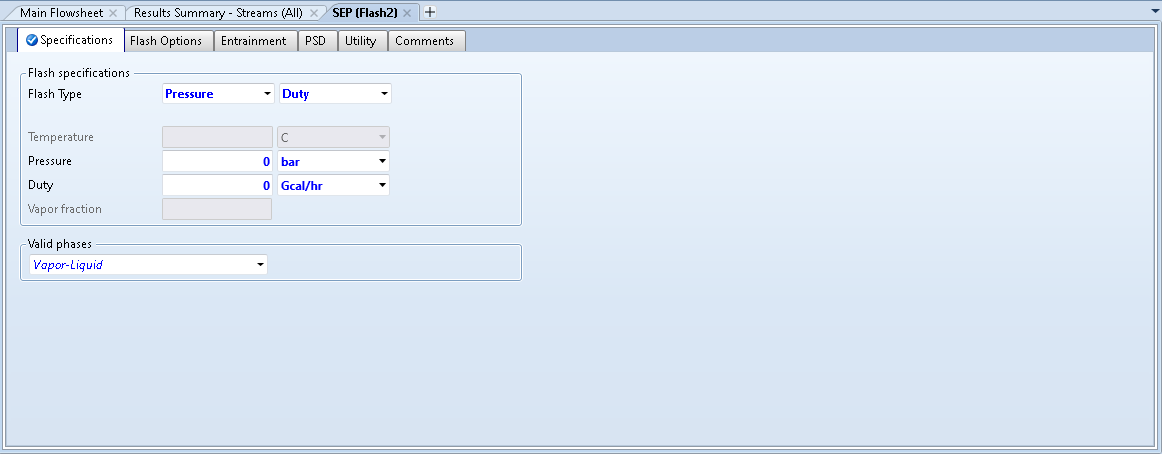 Main Flowsheet Results Summary - Streams (All) SEP (Flash2)
Specifications Flash Options Entrainment PSD Utility Comments
Flash specifications
Flash Type Pressure Duty
Temperature C
Pressure 0 bar
Duty 0 Gcal/hr
Vapor fraction
Valid phases
Vapor-Liquid